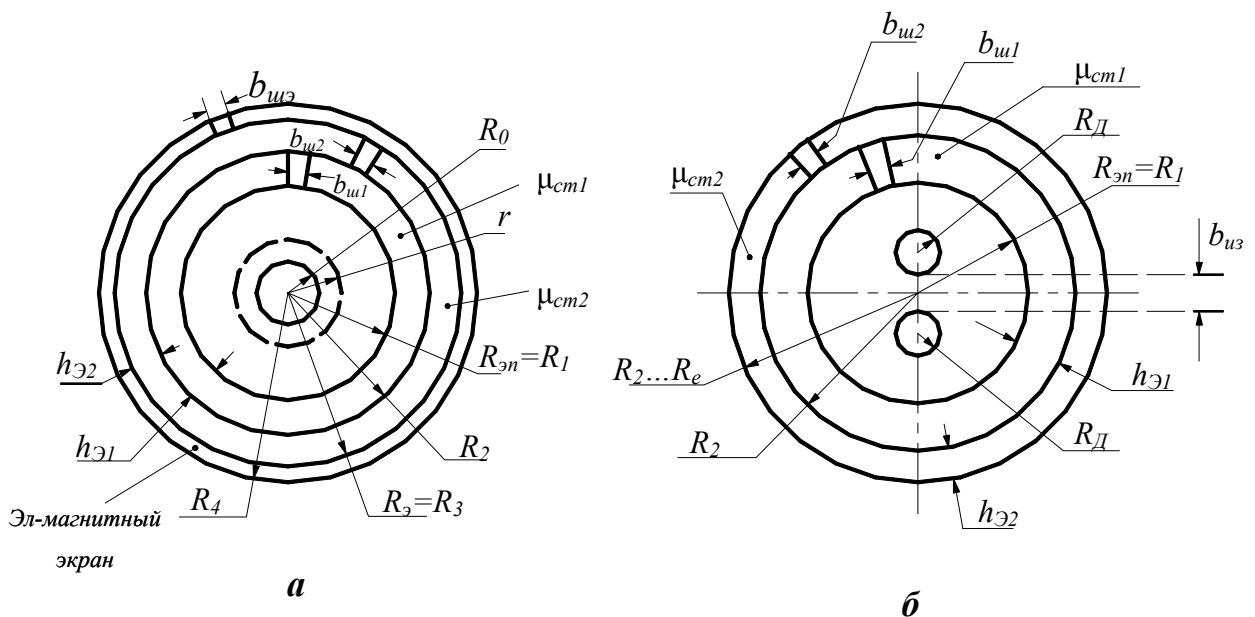 b_шэ
R_0
b_ш2
b_ш1
μ_ст1
r
μ_ст2
R_эп=R_1
h_Э2
h_Э1
R_2
R_4
R_э=R_3
Эл-магнитный
экран
а
b_ш2
b_ш1
μ_ст1
R_Д
R_эп=R_1
μ_ст2
b_из
R_2...R_e
h_Э1
R_2
R_Д
h_Э2
б